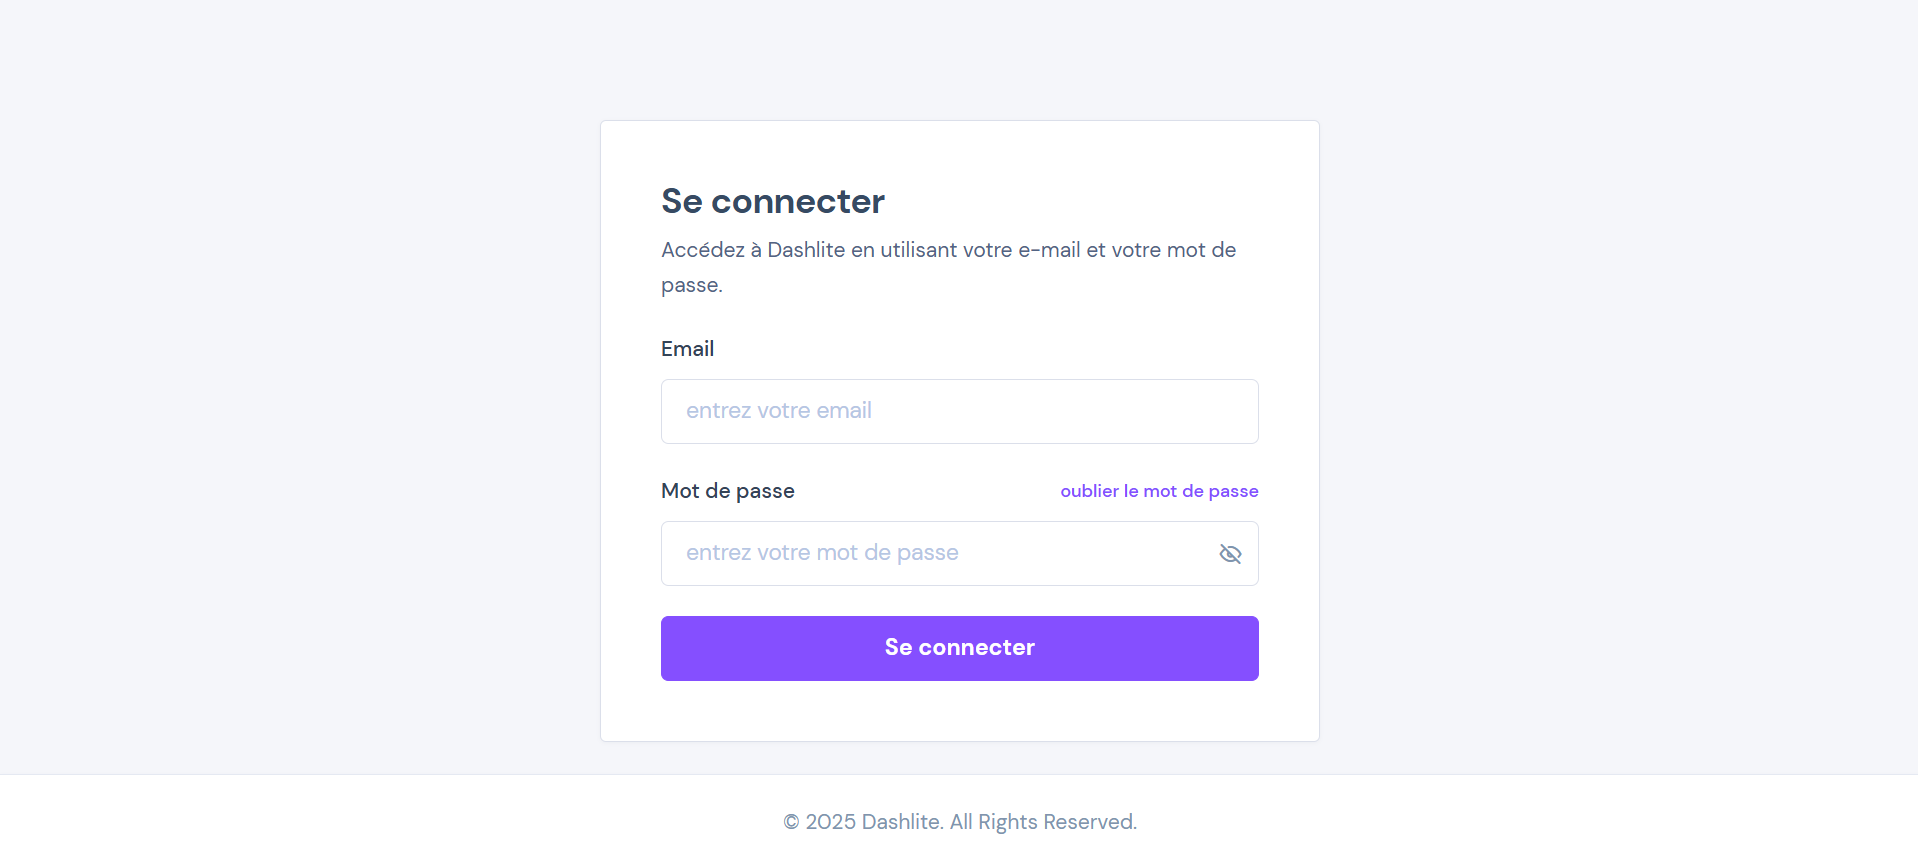 Se connecter
Accédez à Dashlite en utilisant votre e-mail et votre mot de
passe.
Email
entrez votre email
Mot de passe
oublier le mot de passe
entrez votre mot de passe
Se connecter
© 2025 Dashlite. All Rights Reserved.